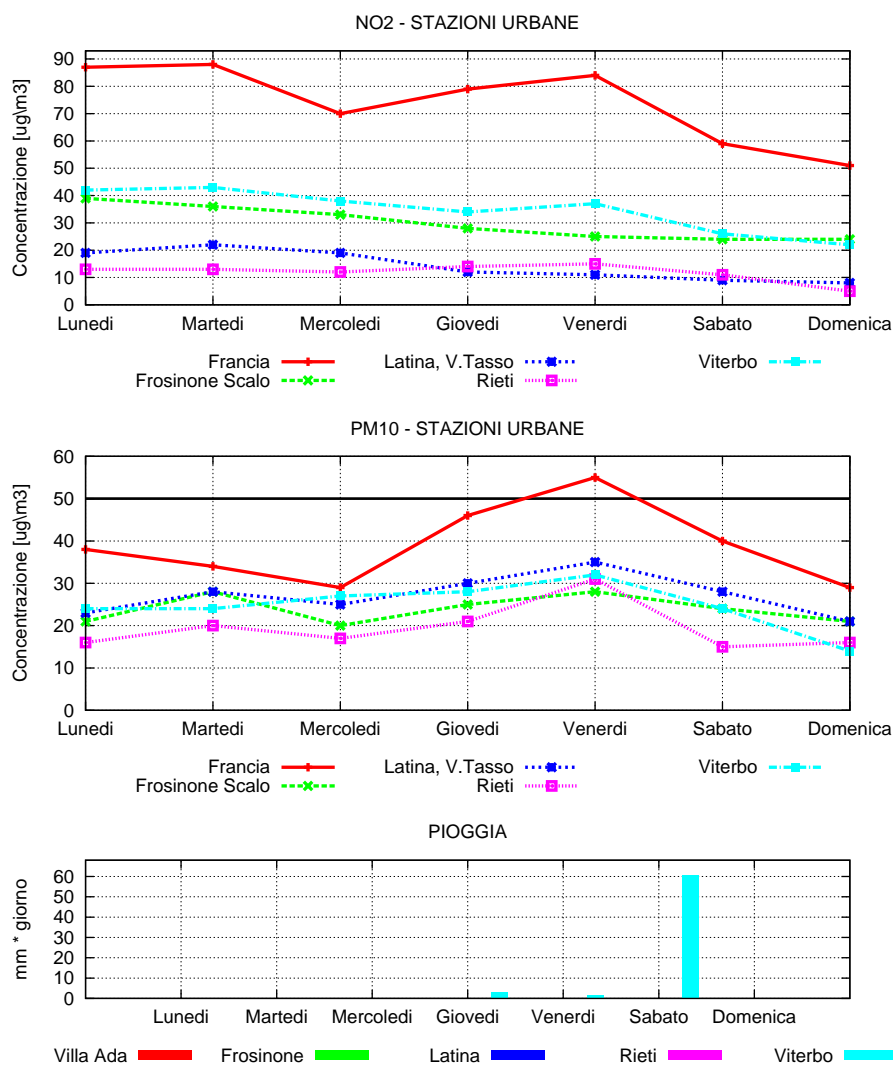 NO2 - STAZIONI URBANE
Concentrazione [ug\m3]
90
80
70
60
50
40
30
20
10
0
Lunedi Martedi Mercoledi Giovedi Venerdi Sabato Domenica
Francia Latina, V.Tasso Viterbo
Frosinone Scalo Rieti
PM10 - STAZIONI URBANE
Concentrazione [ug\m3]
60
50
40
30
20
10
0
Lunedi Martedi Mercoledi Giovedi Venerdi Sabato Domenica
Francia Latina, V.Tasso Viterbo
Frosinone Scalo Rieti
PIOGGIA
mm * giorno
60
50
40
30
20
10
0
Lunedi Martedi Mercoledi Giovedi Venerdi Sabato Domenica
Villa Ada Frosinone Latina Rieti Viterbo